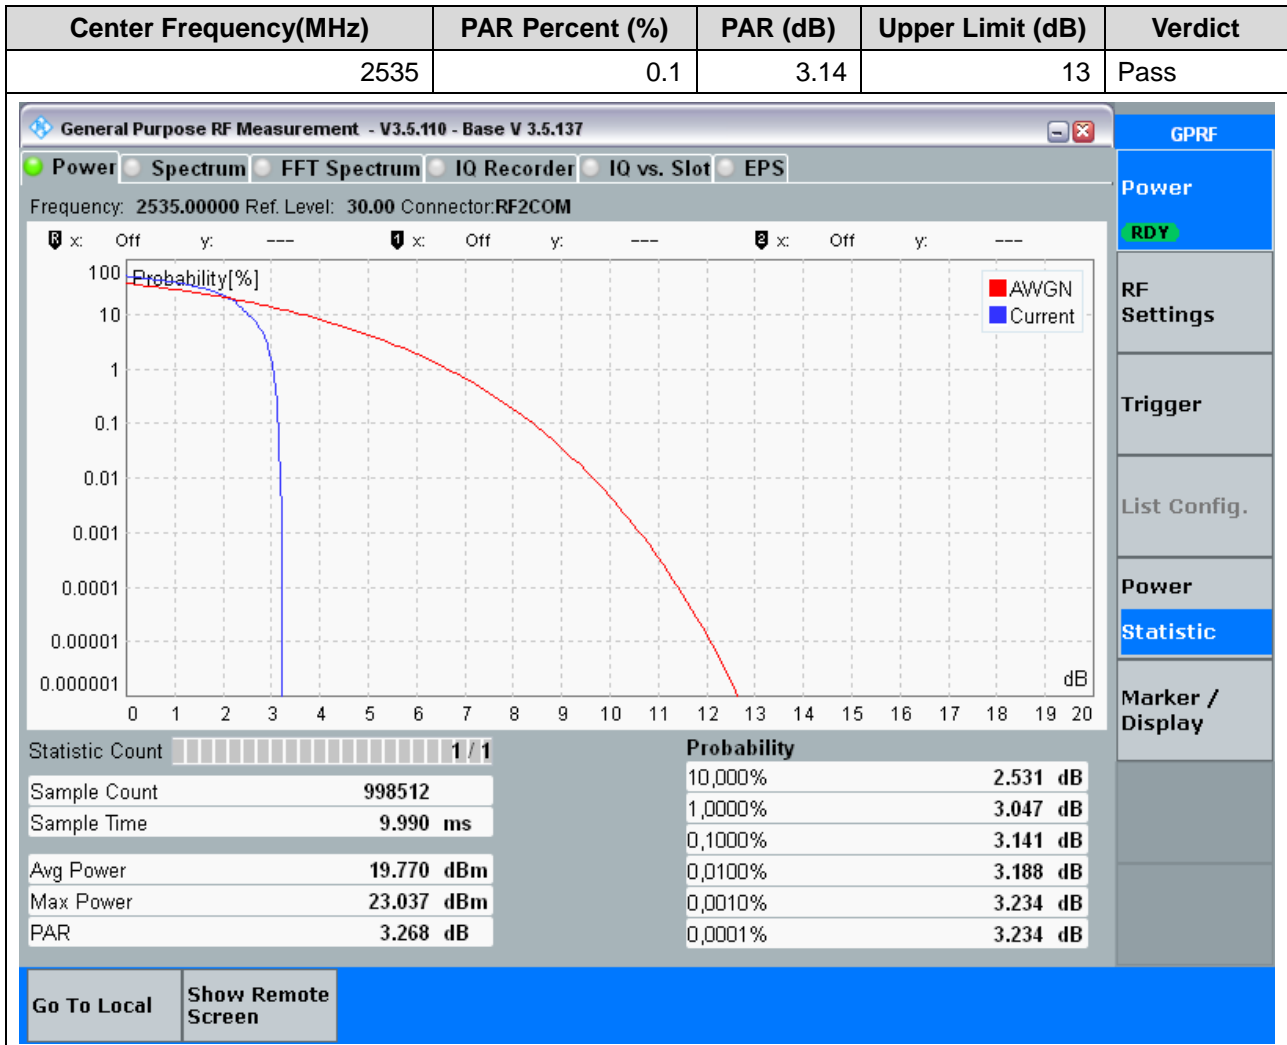 Center Frequency(MHz) PAR Percent (%) PAR (dB) Upper Limit (dB) Verdict
2535 0.1 3.14 13 Pass
General Purpose RF Measurement - V3.5.110 - Base V 3.5.137
GPRF
Power Spectrum FFT Spectrum IQ Recorder IQ vs. Slot EPS
Frequency: 2535.00000 Ref. Level: 30.00 Connector:RF2COM
R x: Off y: --- 1 x: Off y: --- 2 x: Off y: ---
Probability[%]
AWGN
Current
100
10
1
0.1
0.01
0.001
0.0001
0.00001
0.000001
dB
0 1 2 3 4 5 6 7 8 9 10 11 12 13 14 15 16 17 18 19 20
Statistic Count 1 / 1
Sample Count 998512
Sample Time 9.990 ms
Avg Power 19.770 dBm
Max Power 23.037 dBm
PAR 3.268 dB
Probability
10,000% 2.531 dB
1,0000% 3.047 dB
0,1000% 3.141 dB
0,0100% 3.188 dB
0,0010% 3.234 dB
0,0001% 3.234 dB
Power
RDY
RF
Settings
Trigger
List Config.
Power
Statistic
Marker /
Display
Go To Local
Show Remote
Screen